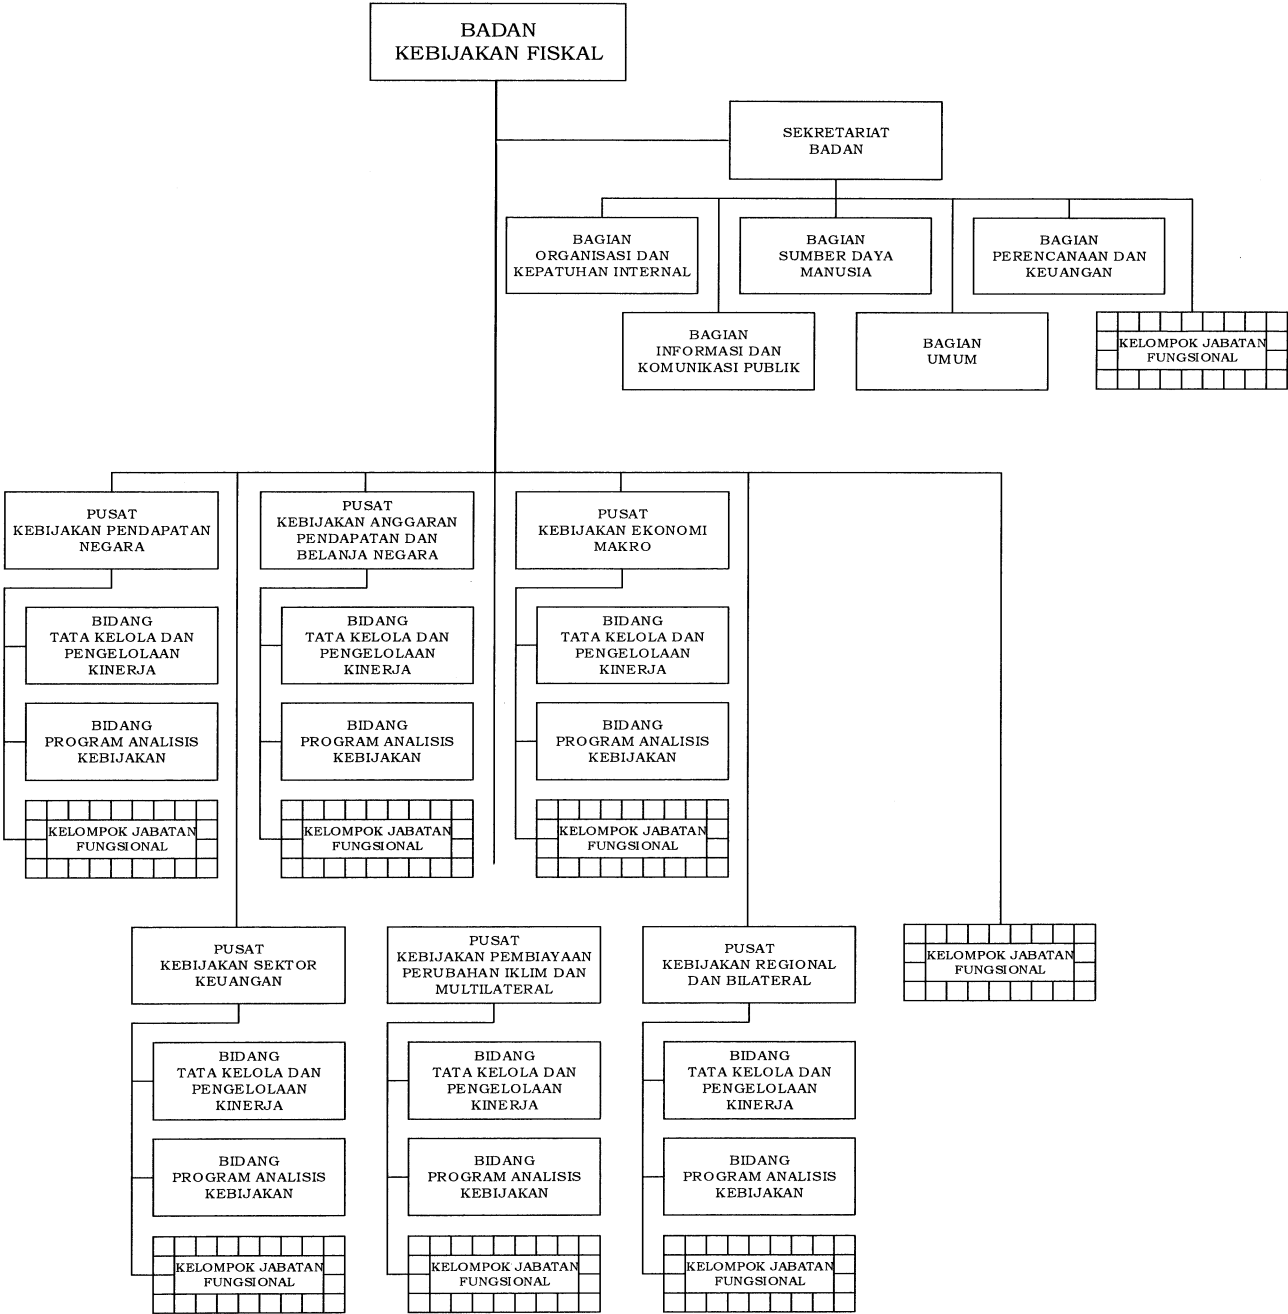 BADAN
KEBIJAKAN FISKAL
SEKRETARIAT
BADAN
BAGIAN
ORGANISASI DAN
KEPATUHAN INTERNAL
BAGIAN
SUMBER DAYA
MANUSIA
BAGIAN
PERENCANAAN DAN
KEUANGAN
BAGIAN
INFORMASI DAN
KOMUNIKASI PUBLIK
BAGIAN
UMUM
KELOMPOK JABATAN
FUNGSIONAL
PUSAT
KEBIJAKAN PENDAPATAN
NEGARA
BIDANG
TATA KELOLA DAN
PENGELOLAAN
KINERJA
BIDANG
PROGRAM ANALISIS
KEBIJAKAN
KELOMPOK JABATAN
FUNGSIONAL
PUSAT
KEBIJAKAN ANGGARAN
PENDAPATAN DAN
BELANJA NEGARA
BIDANG
TATA KELOLA DAN
PENGELOLAAN
KINERJA
BIDANG
PROGRAM ANALISIS
KEBIJAKAN
KELOMPOK JABATAN
FUNGSIONAL
PUSAT
KEBIJAKAN EKONOMI
MAKRO
BIDANG
TATA KELOLA DAN
PENGELOLAAN
KINERJA
BIDANG
PROGRAM ANALISIS
KEBIJAKAN
KELOMPOK JABATAN
FUNGSIONAL
PUSAT
KEBIJAKAN SEKTOR
KEUANGAN
BIDANG
TATA KELOLA DAN
PENGELOLAAN
KINERJA
BIDANG
PROGRAM ANALISIS
KEBIJAKAN
KELOMPOK JABATAN
FUNGSIONAL
PUSAT
KEBIJAKAN PEMBIAYAAN
PERUBAHAN IKLIM DAN
MULTILATERAL
BIDANG
TATA KELOLA DAN
PENGELOLAAN
KINERJA
BIDANG
PROGRAM ANALISIS
KEBIJAKAN
KELOMPOK JABATAN
FUNGSIONAL
PUSAT
KEBIJAKAN REGIONAL
DAN BILATERAL
BIDANG
TATA KELOLA DAN
PENGELOLAAN
KINERJA
BIDANG
PROGRAM ANALISIS
KEBIJAKAN
KELOMPOK JABATAN
FUNGSIONAL
KELOMPOK JABATAN
FUNGSIONAL